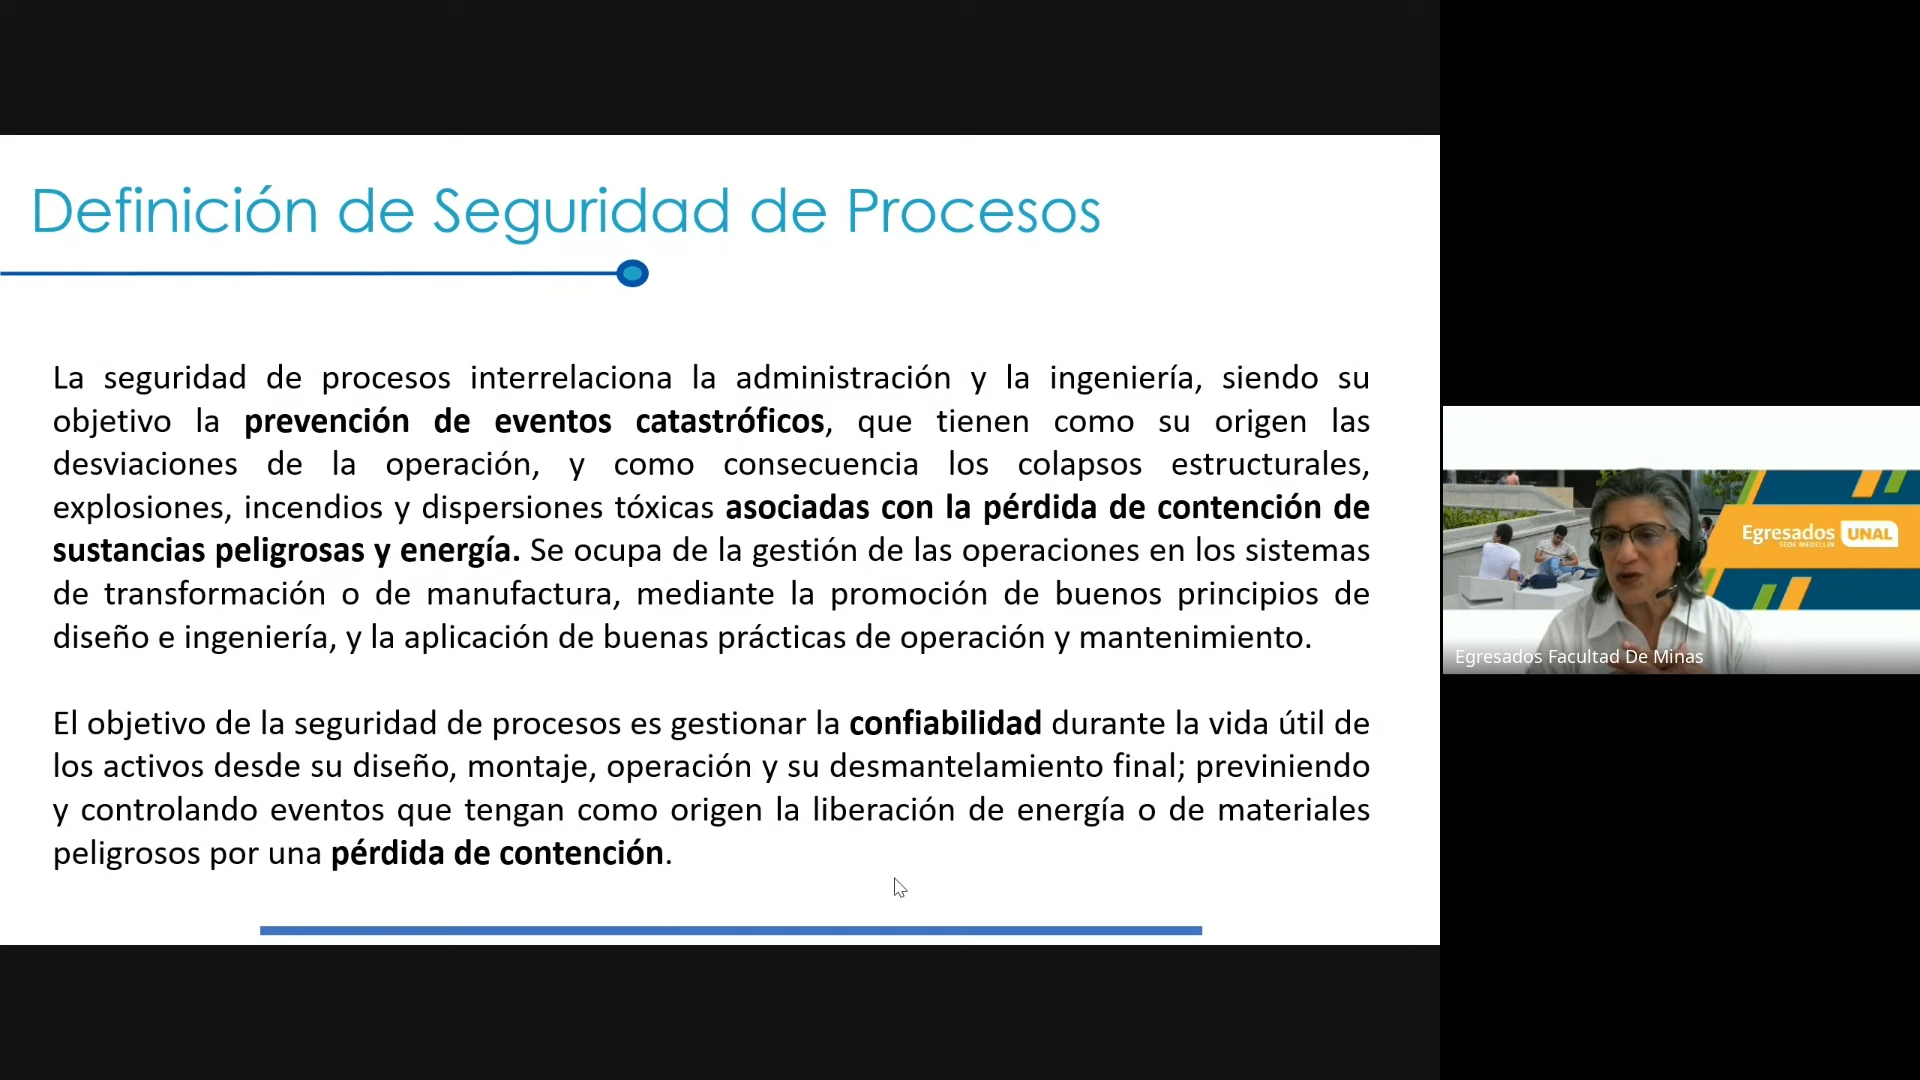 Definición de Seguridad de Procesos
La seguridad de procesos interrelaciona la administración y la ingeniería, siendo su
objetivo la prevención de eventos catastróficos, que tienen como su origen las
desviaciones de la operación, y como consecuencia los colapsos estructurales,
explosiones, incendios y dispersiones tóxicas asociadas con la pérdida de contención de
sustancias peligrosas y energía. Se ocupa de la gestión de las operaciones en los sistemas
de transformación o de manufactura, mediante la promoción de buenos principios de
diseño e ingeniería, y la aplicación de buenas prácticas de operación y mantenimiento.
El objetivo de la seguridad de procesos es gestionar la confiabilidad durante la vida útil de
los activos desde su diseño, montaje, operación y su desmantelamiento final; previniendo
y controlando eventos que tengan como origen la liberación de energía o de materiales
peligrosos por una pérdida de contención.
Egresados UNAL
SEDE MEDELLÍN
Egresados Facultad De Minas